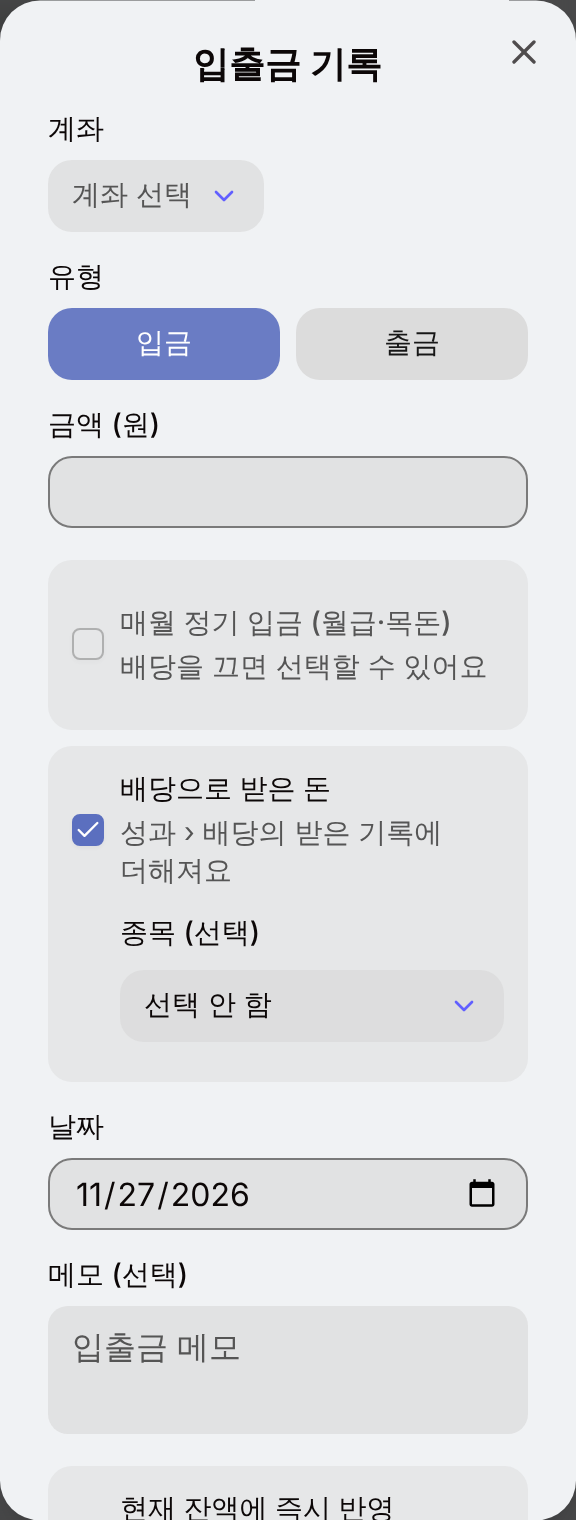 입출금 기록
계좌
계좌 선택
유형
입금
출금
금액 (원)
매월 정기 입금 (월급·목돈)
배당을 끄면 선택할 수 있어요
배당으로 받은 돈
성과 › 배당의 받은 기록에
더해져요
종목 (선택)
선택 안 함
날짜
11/27/2026
메모 (선택)
입출금 메모
현재 잔액에 즉시 반영